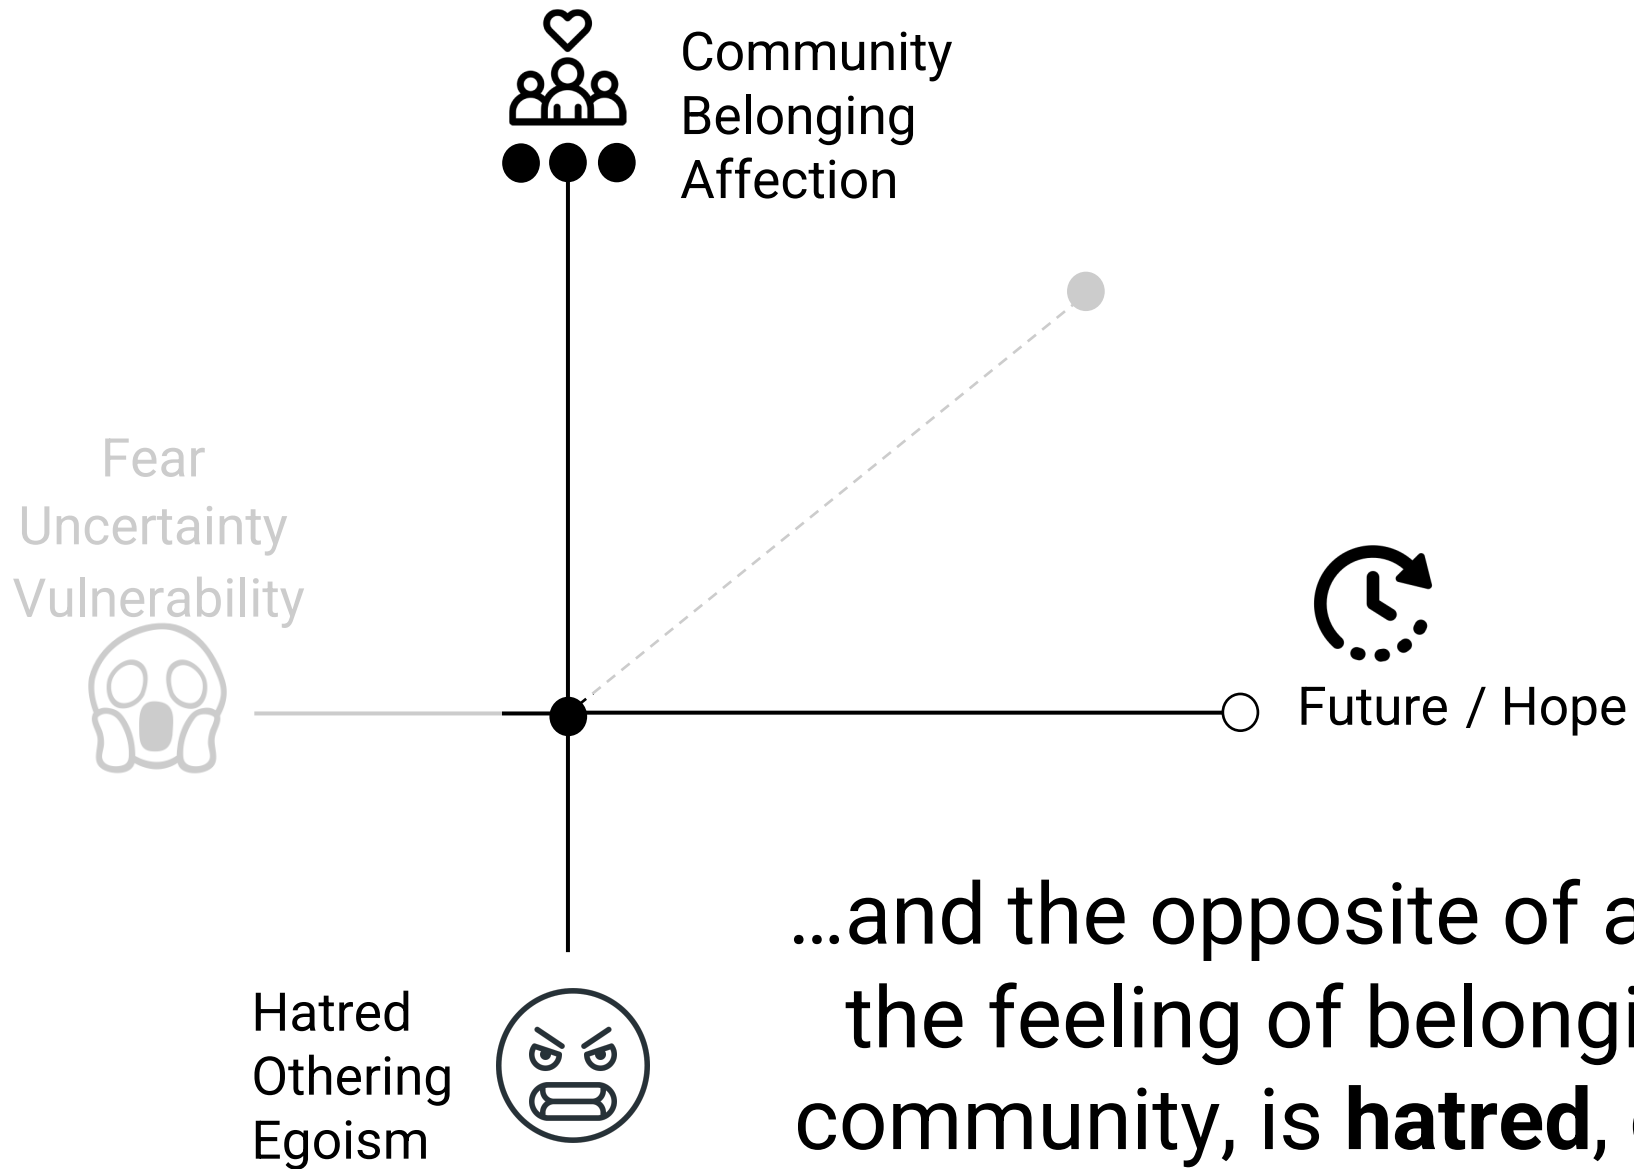 Community
Belonging
Affection
Fear
Uncertainty
Vulnerability
Future / Hope
...and the opposite of
the feeling of
community, is hatred,
Hatred
Othering
Egoism